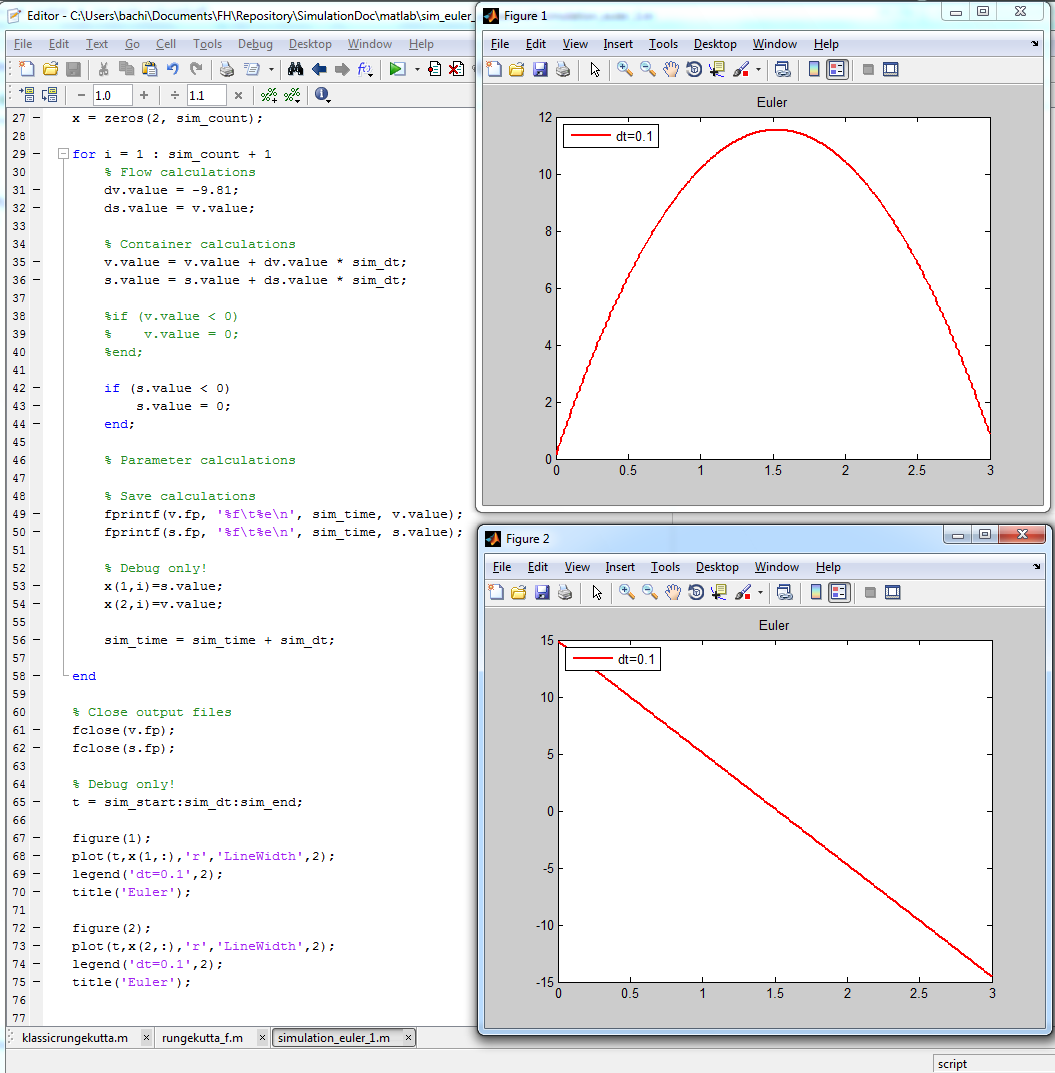 Editor - C:\Users\bachi\Documents\FH\Repository\SimulationDoc\matlab\sim_euler_
File Edit Text Go Cell Tools Debug Desktop Window Help
1.0
1.1
27 x = zeros(2, sim_count);
28
29 for i = 1 : sim_count + 1
30 % Flow calculations
31 dv.value = -9.81;
32 ds.value = v.value;
33
34 % Container calculations
35 v.value = v.value + dv.value * sim_dt;
36 s.value = s.value + ds.value * sim_dt;
37
38 %if (v.value < 0)
39 %    v.value = 0;
40 %end;
41
42 if (s.value < 0)
43 s.value = 0;
44 end;
45
46 % Parameter calculations
47
48 % Save calculations
49 fprintf(v.fp, '%f\t%e\n', sim_time, v.value);
50 fprintf(s.fp, '%f\t%e\n', sim_time, s.value);
51
52 % Debug only!
53 x(1,i)=s.value;
54 x(2,i)=v.value;
55
56 sim_time = sim_time + sim_dt;
57
58 end
59
60 % Close output files
61 fclose(v.fp);
62 fclose(s.fp);
63
64 % Debug only!
65 t = sim_start:sim_dt:sim_end;
66
67 figure(1);
68 plot(t,x(1,:),'r','LineWidth',2);
69 legend('dt=0.1',2);
70 title('Euler');
71
72 figure(2);
73 plot(t,x(2,:),'r','LineWidth',2);
74 legend('dt=0.1',2);
75 title('Euler');
76
77
klassicrungekutta.m rungekutta_f.m simulation_euler_1.m
script
Figure 1
File Edit View Insert Tools Desktop Window Help
Euler
dt=0.1
12
10
8
6
4
2
0
0 0.5 1 1.5 2 2.5 3
Figure 2
File Edit View Insert Tools Desktop Window Help
Euler
dt=0.1
15
10
5
0
-5
-10
-15
0 0.5 1 1.5 2 2.5 3